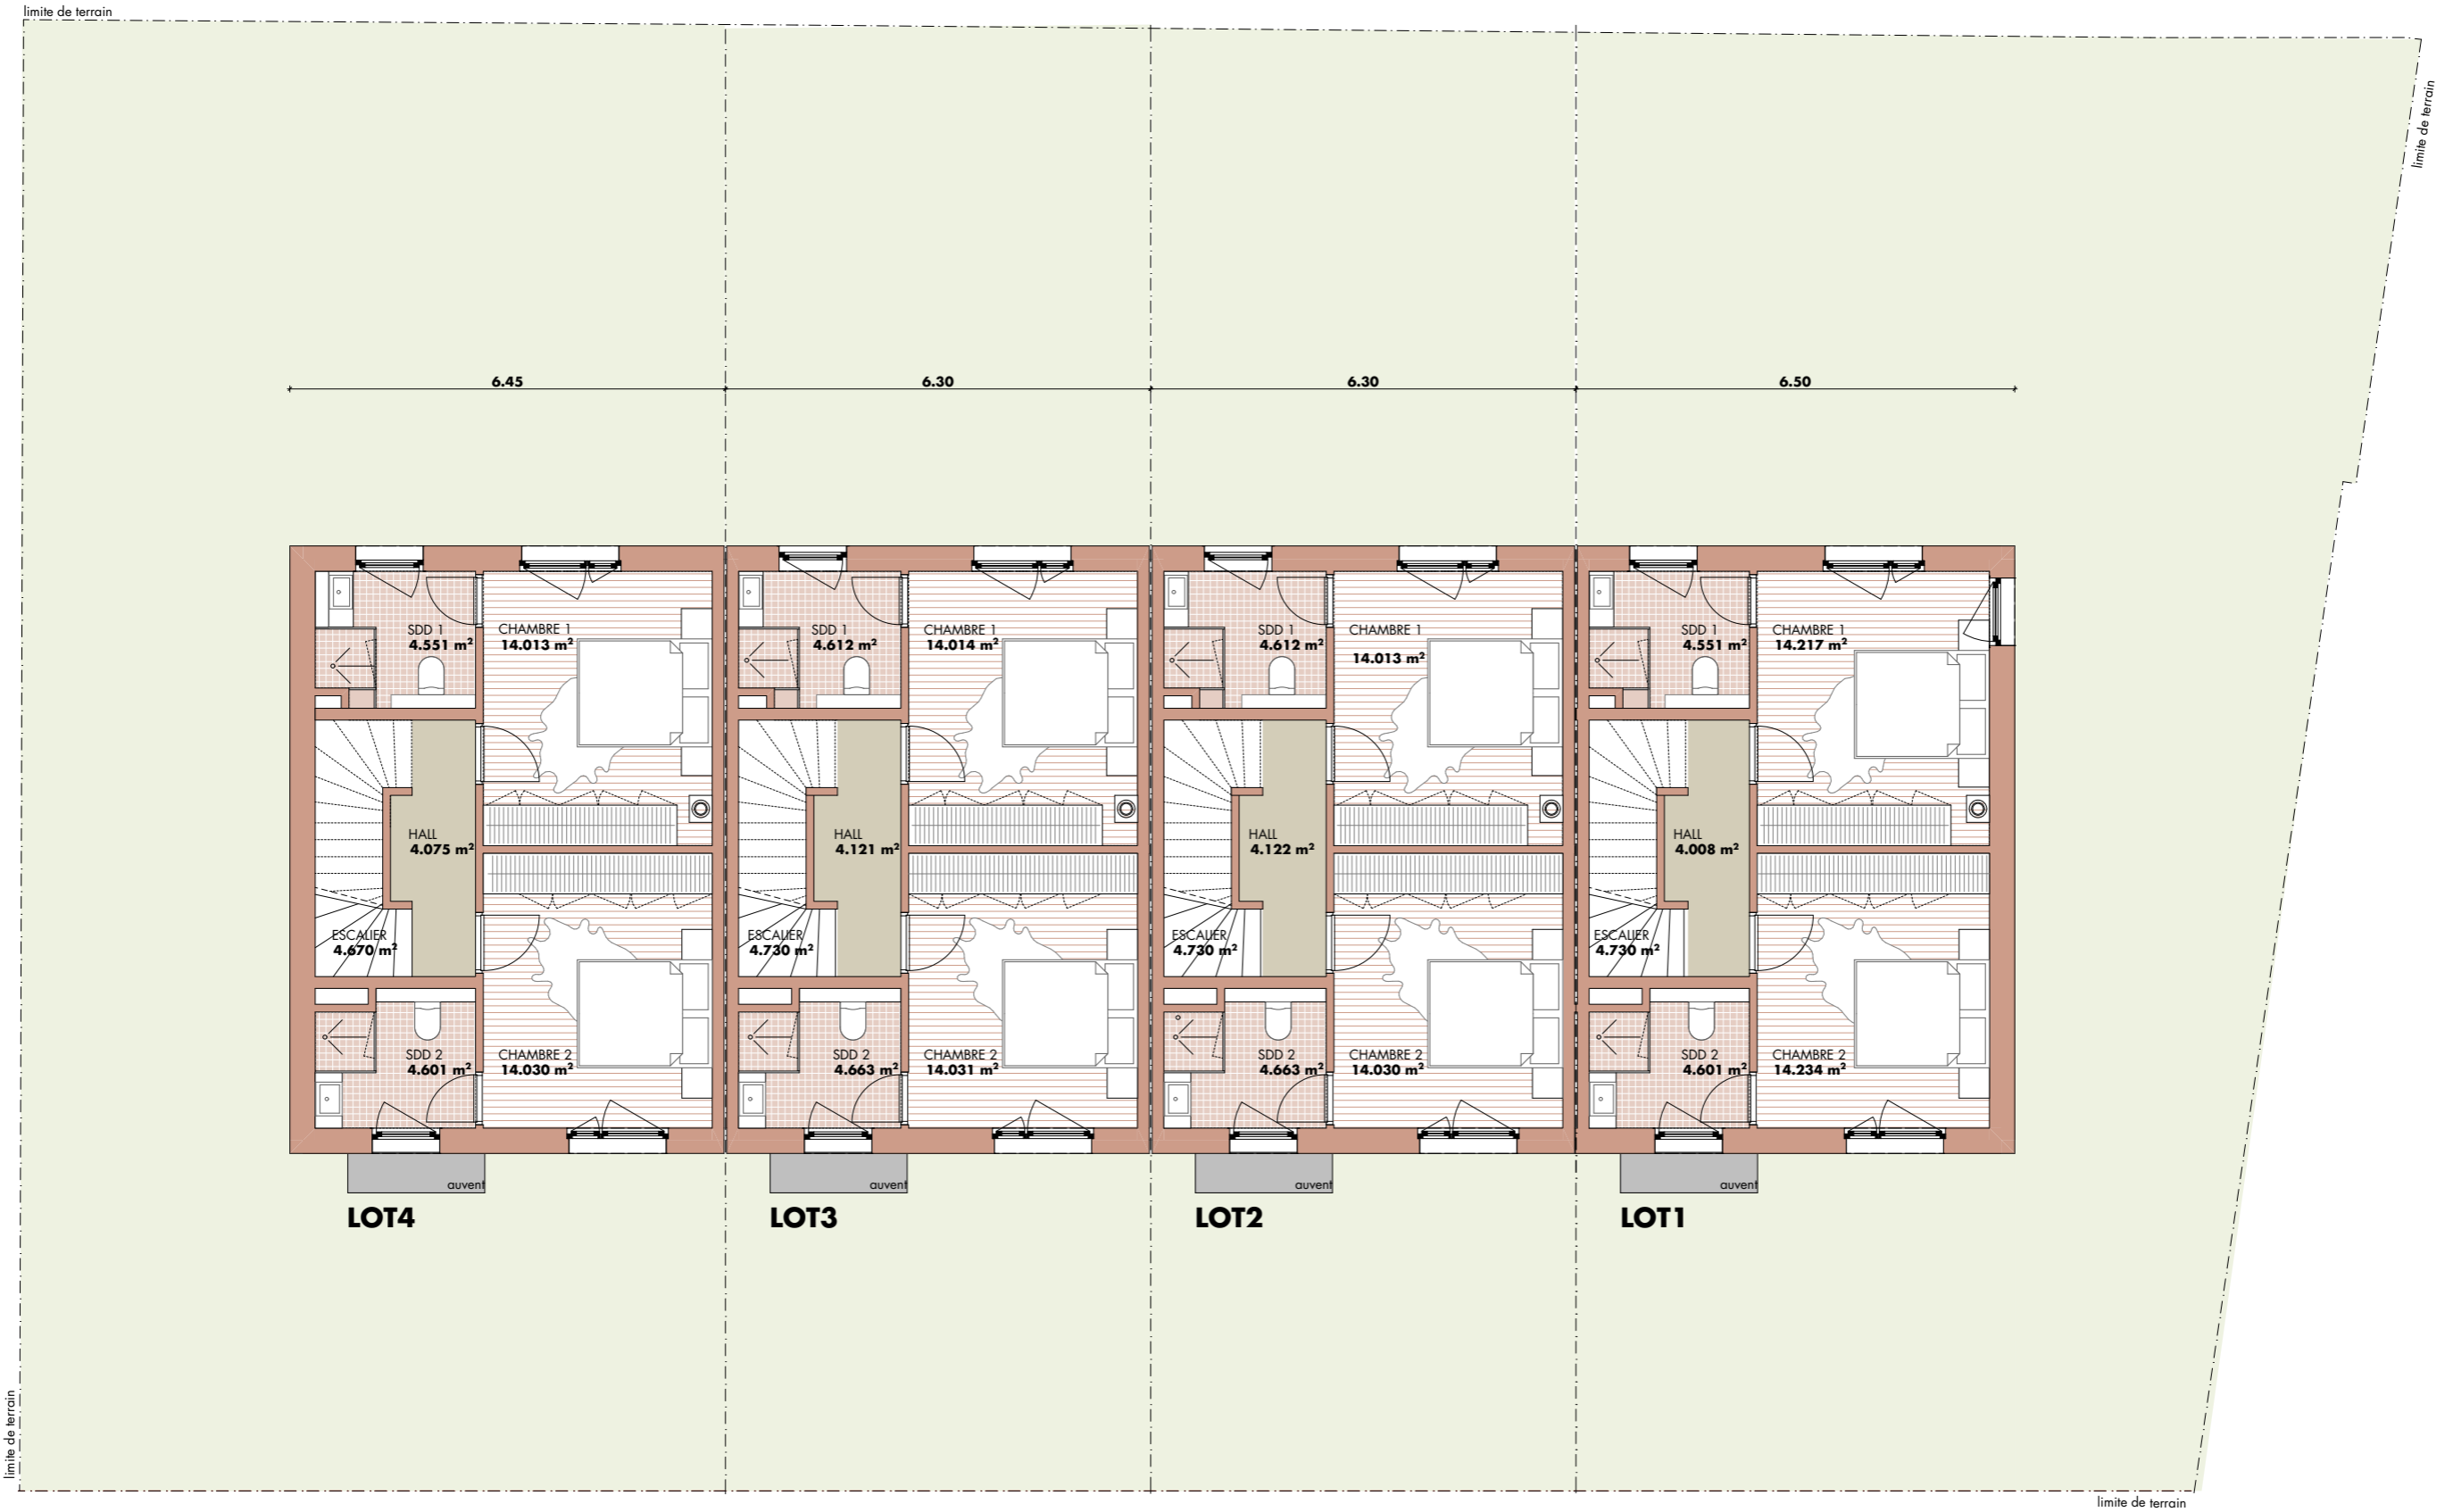 limite de terrain
limite de terrain
6.45
6.30
6.30
6.50
SDD 1
4.551 m²
CHAMBRE 1
14.013 m²
SDD 1
4.612 m²
CHAMBRE 1
14.014 m²
SDD 1
4.612 m²
CHAMBRE 1
14.013 m²
SDD 1
4.551 m²
CHAMBRE 1
14.217 m²
HALL
4.075 m²
HALL
4.121 m²
HALL
4.122 m²
HALL
4.008 m²
ESCALIER
4.670 m²
ESCALIER
4.730 m²
ESCALIER
4.730 m²
ESCALIER
4.730 m²
SDD 2
4.601 m²
CHAMBRE 2
14.030 m²
SDD 2
4.663 m²
CHAMBRE 2
14.031 m²
SDD 2
4.663 m²
CHAMBRE 2
14.030 m²
SDD 2
4.601 m²
CHAMBRE 2
14.234 m²
auvent
auvent
auvent
auvent
LOT4
LOT3
LOT2
LOT1
limite de terrain
limite de terrain